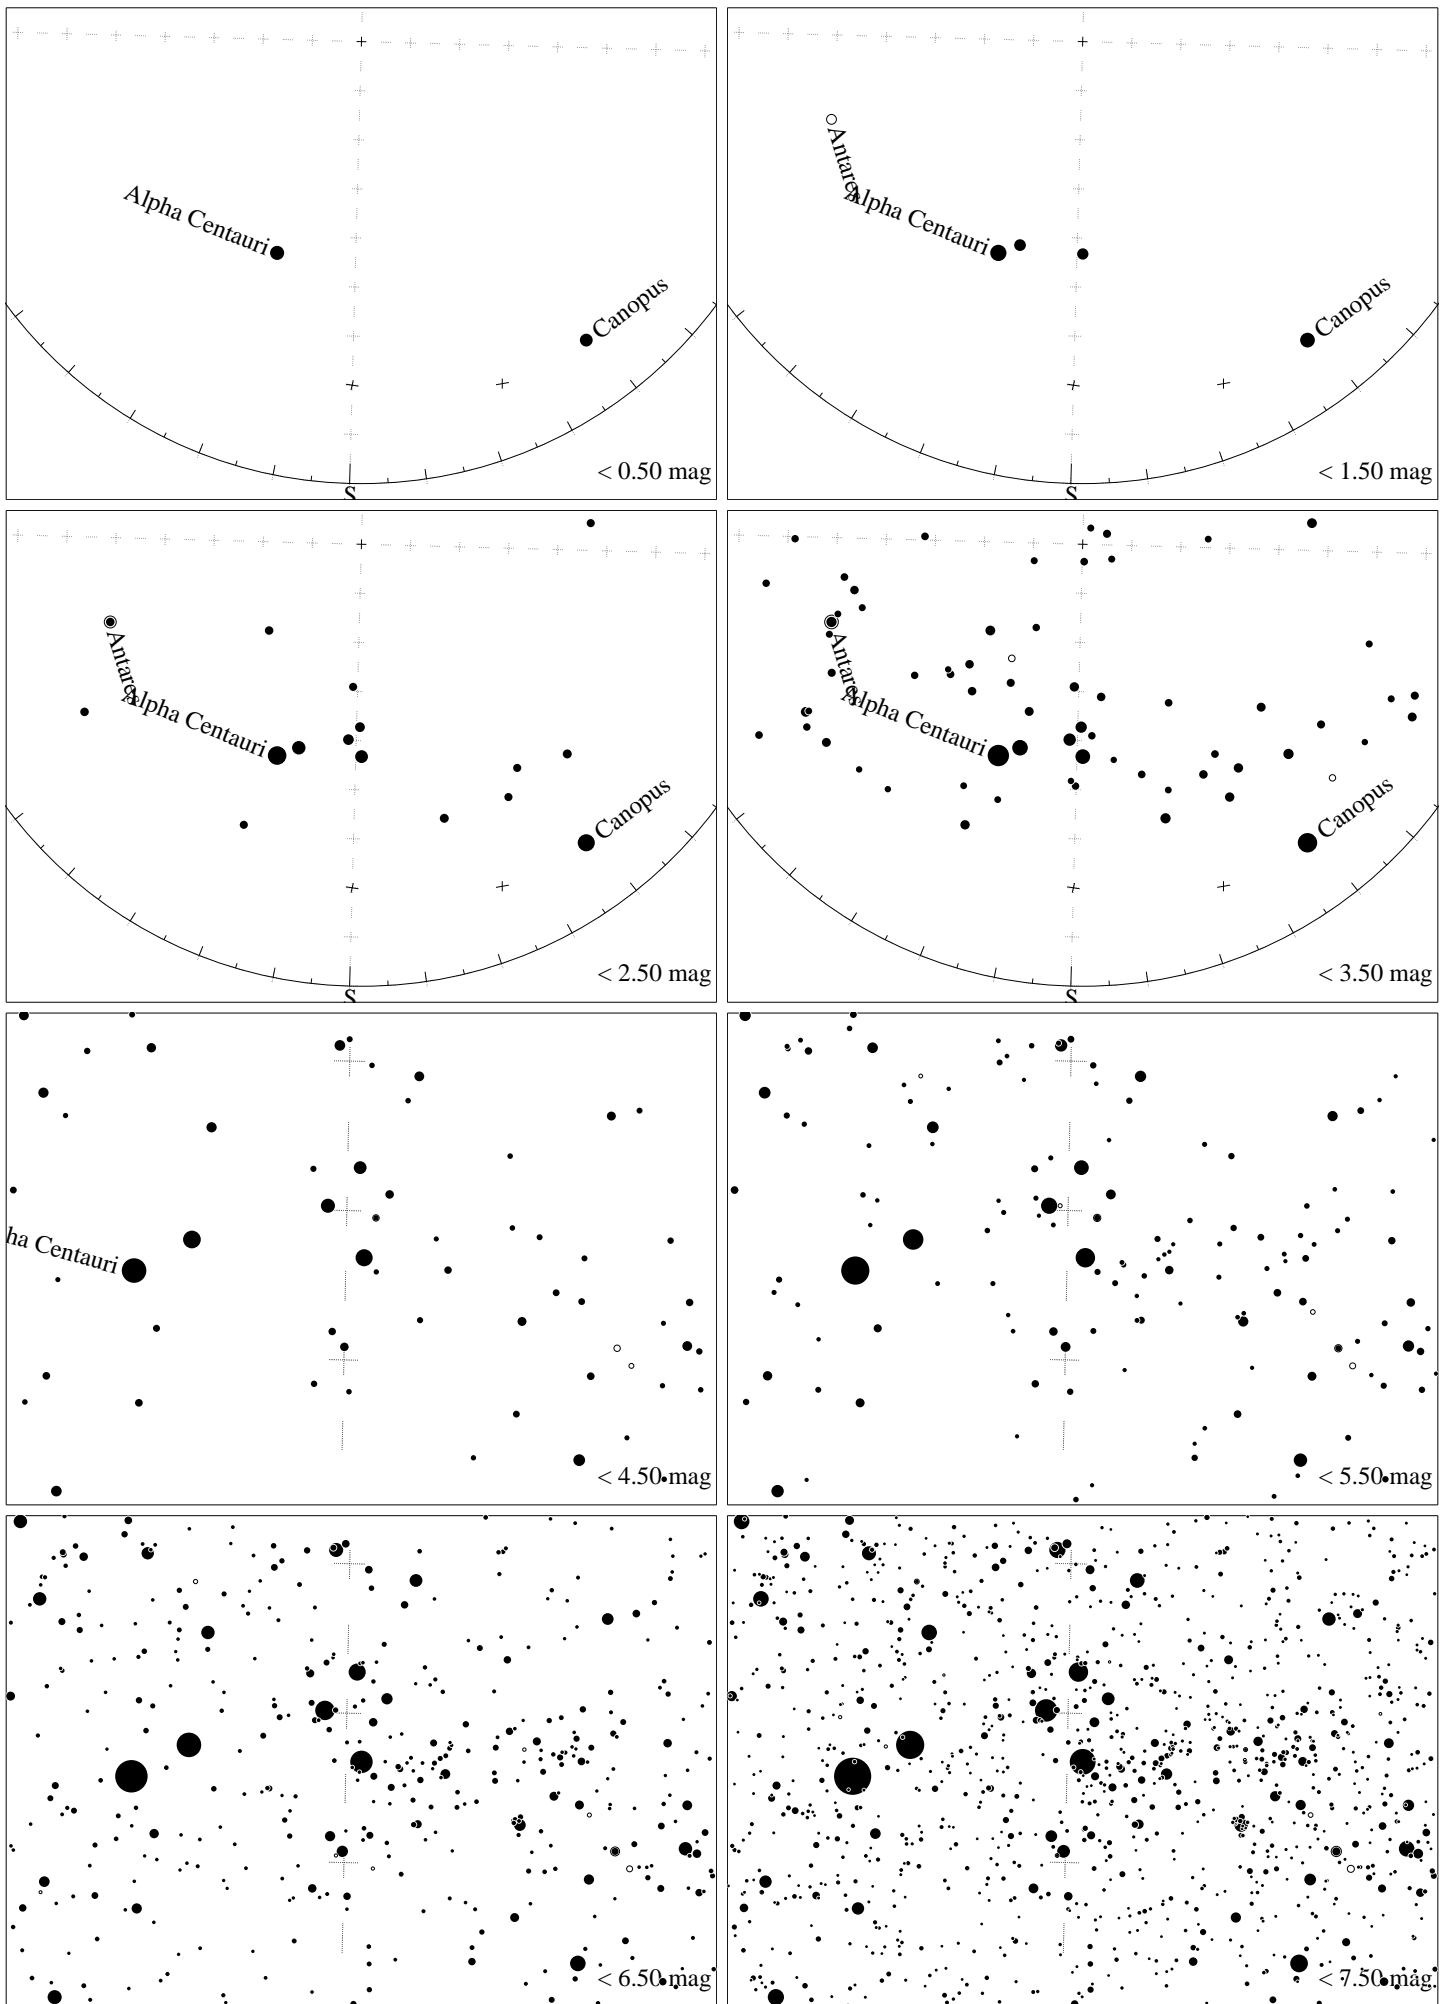 Alpha Centauri
Canopus
< 0.50 mag
S
Antares
Alpha Centauri
Canopus
< 1.50 mag
S
Antares
Alpha Centauri
Canopus
< 2.50 mag
S
Antares
Alpha Centauri
Canopus
< 3.50 mag
S
ha Centauri
< 4.50 mag
< 5.50 mag
< 6.50 mag
< 7.50 mag